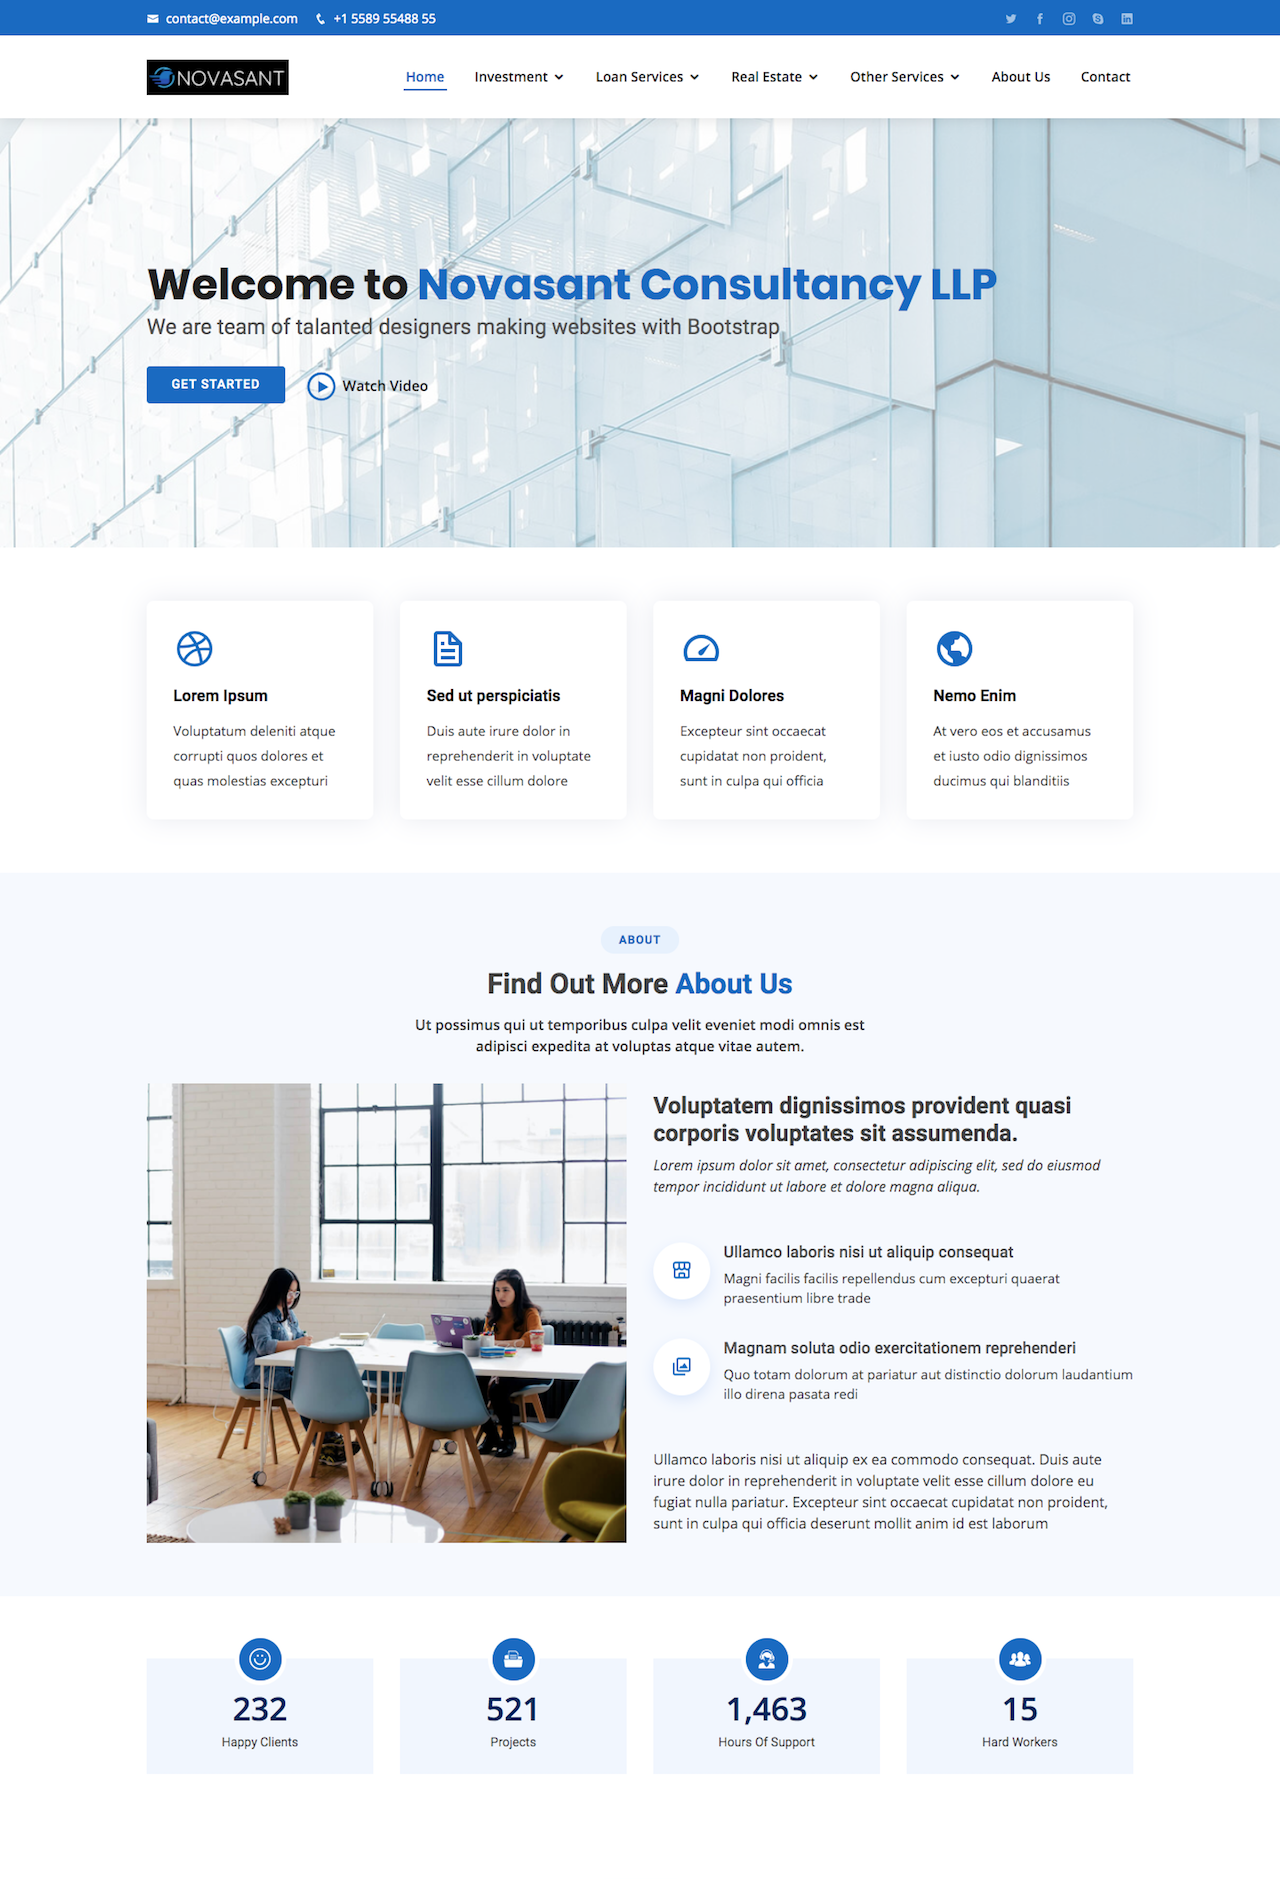 contact@example.com +1 5589 55488 55
NOVASANT
Home Investment Loan Services Real Estate Other Services About Us Contact
Welcome to Novasant Consultancy LLP
We are team of talanted designers making websites with Bootstrap
GET STARTED Watch Video
Lorem Ipsum
Voluptatum deleniti atque
corrupti quos dolores et
quas molestias excepturi
Sed ut perspiciatis
Duis aute irure dolor in
reprehenderit in voluptate
velit esse cillum dolore
Magni Dolores
Excepteur sint occaecat
cupidatat non proident,
sunt in culpa qui officia
Nemo Enim
At vero eos et accusamus
et iusto odio dignissimos
ducimus qui blanditiis
ABOUT
Find Out More About Us
Ut possimus qui ut temporibus culpa velit eveniet modi omnis est
adipisci expedita at voluptas atque vitae autem.
Voluptatem dignissimos provident quasi
corporis voluptates sit assumenda.
Lorem ipsum dolor sit amet, consectetur adipiscing elit, sed do eiusmod
tempor incididunt ut labore et dolore magna aliqua.
Ullamco laboris nisi ut aliquip consequat
Magni facilis facilis repellendus cum excepturi quaerat
praesentium libre trade
Magnam soluta odio exercitationem reprehenderi
Quo totam dolorum at pariatur aut distinctio dolorum laudantium
illo direna pasata redi
Ullamco laboris nisi ut aliquip ex ea commodo consequat. Duis aute
irure dolor in reprehenderit in voluptate velit esse cillum dolore eu
fugiat nulla pariatur. Excepteur sint occaecat cupidatat non proident,
sunt in culpa qui officia deserunt mollit anim id est laborum
232
Happy Clients
521
Projects
1,463
Hours Of Support
15
Hard Workers